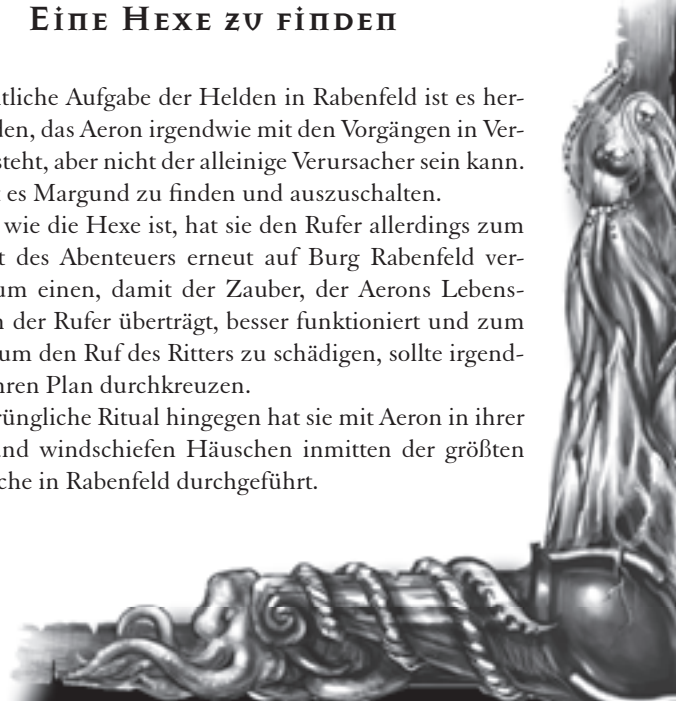 Eine Hexe zu finden
tliche Aufgabe der Helden in Rabenfeld ist es her-
den, das Aeron irgendwie mit den Vorgängen in Ver-
steht, aber nicht der alleinige Verursacher sein kann.
es Margund zu finden und auszuschalten.
wie die Hexe ist, hat sie den Rufer allerdings zum
t des Abenteuers erneut auf Burg Rabenfeld ver-
um einen, damit der Zauber, der Aerons Lebens-
n der Rufer überträgt, besser funktioniert und zum
um den Ruf des Ritters zu schädigen, sollte irgend-
hren Plan durchkreuzen.
rüngliche Ritual hingegen hat sie mit Aeron in ihrer
und windschiefen Häuschen inmitten der größten
che in Rabenfeld durchgeführt.